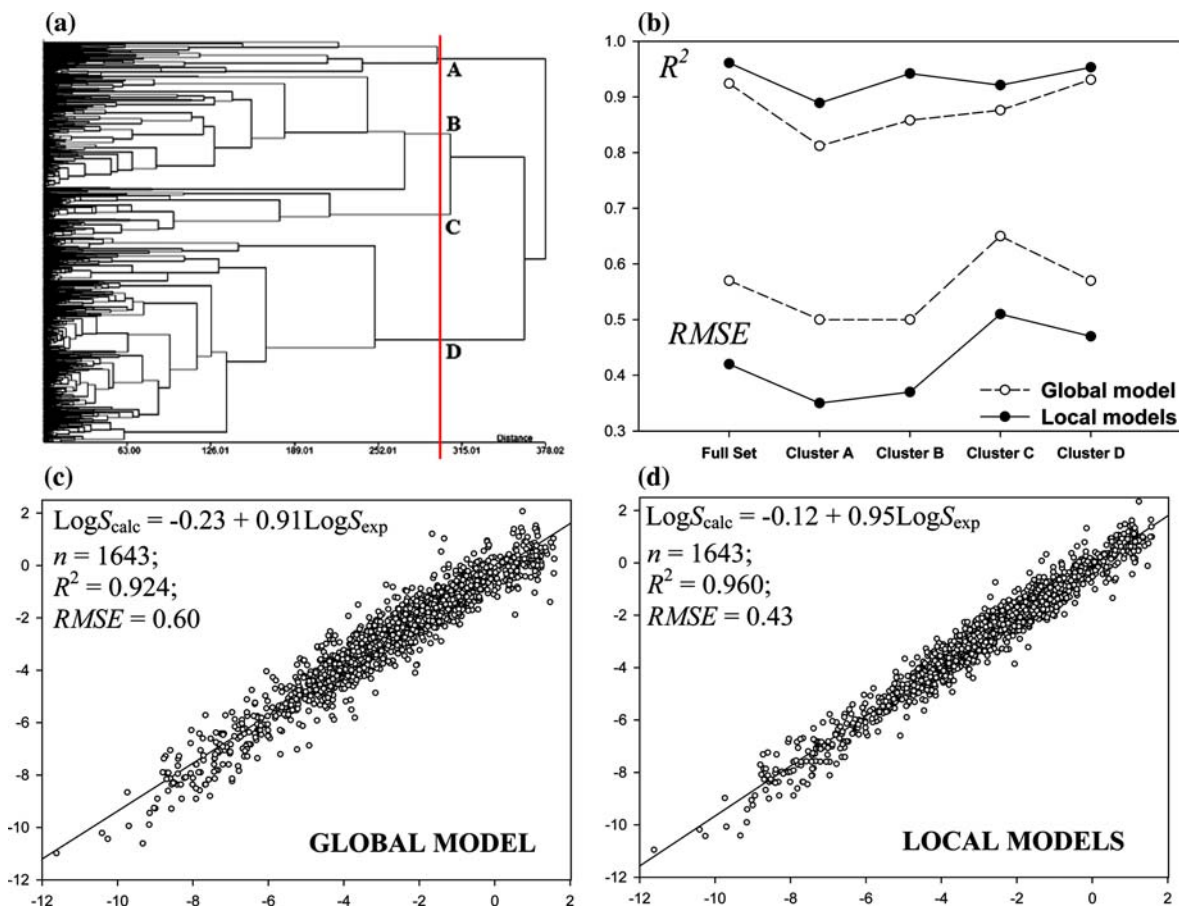 (a)
A
B
C
D
Distance
63.00 126.01 189.01 252.01 315.01 378.02
(b)
1.0
0.9
0.8
0.7
0.6
0.5
0.4
0.3
R²
RMSE
Global model
Local models
Full Set Cluster A Cluster B Cluster C Cluster D
(c)
LogS_calc = -0.23 + 0.91LogS_exp
n = 1643;
R² = 0.924;
RMSE = 0.60
GLOBAL MODEL
2
0
-2
-4
-6
-8
-10
-12
-12 -10 -8 -6 -4 -2 0 2
(d)
LogS_calc = -0.12 + 0.95LogS_exp
n = 1643;
R² = 0.960;
RMSE = 0.43
LOCAL MODELS
2
0
-2
-4
-6
-8
-10
-12
-12 -10 -8 -6 -4 -2 0 2